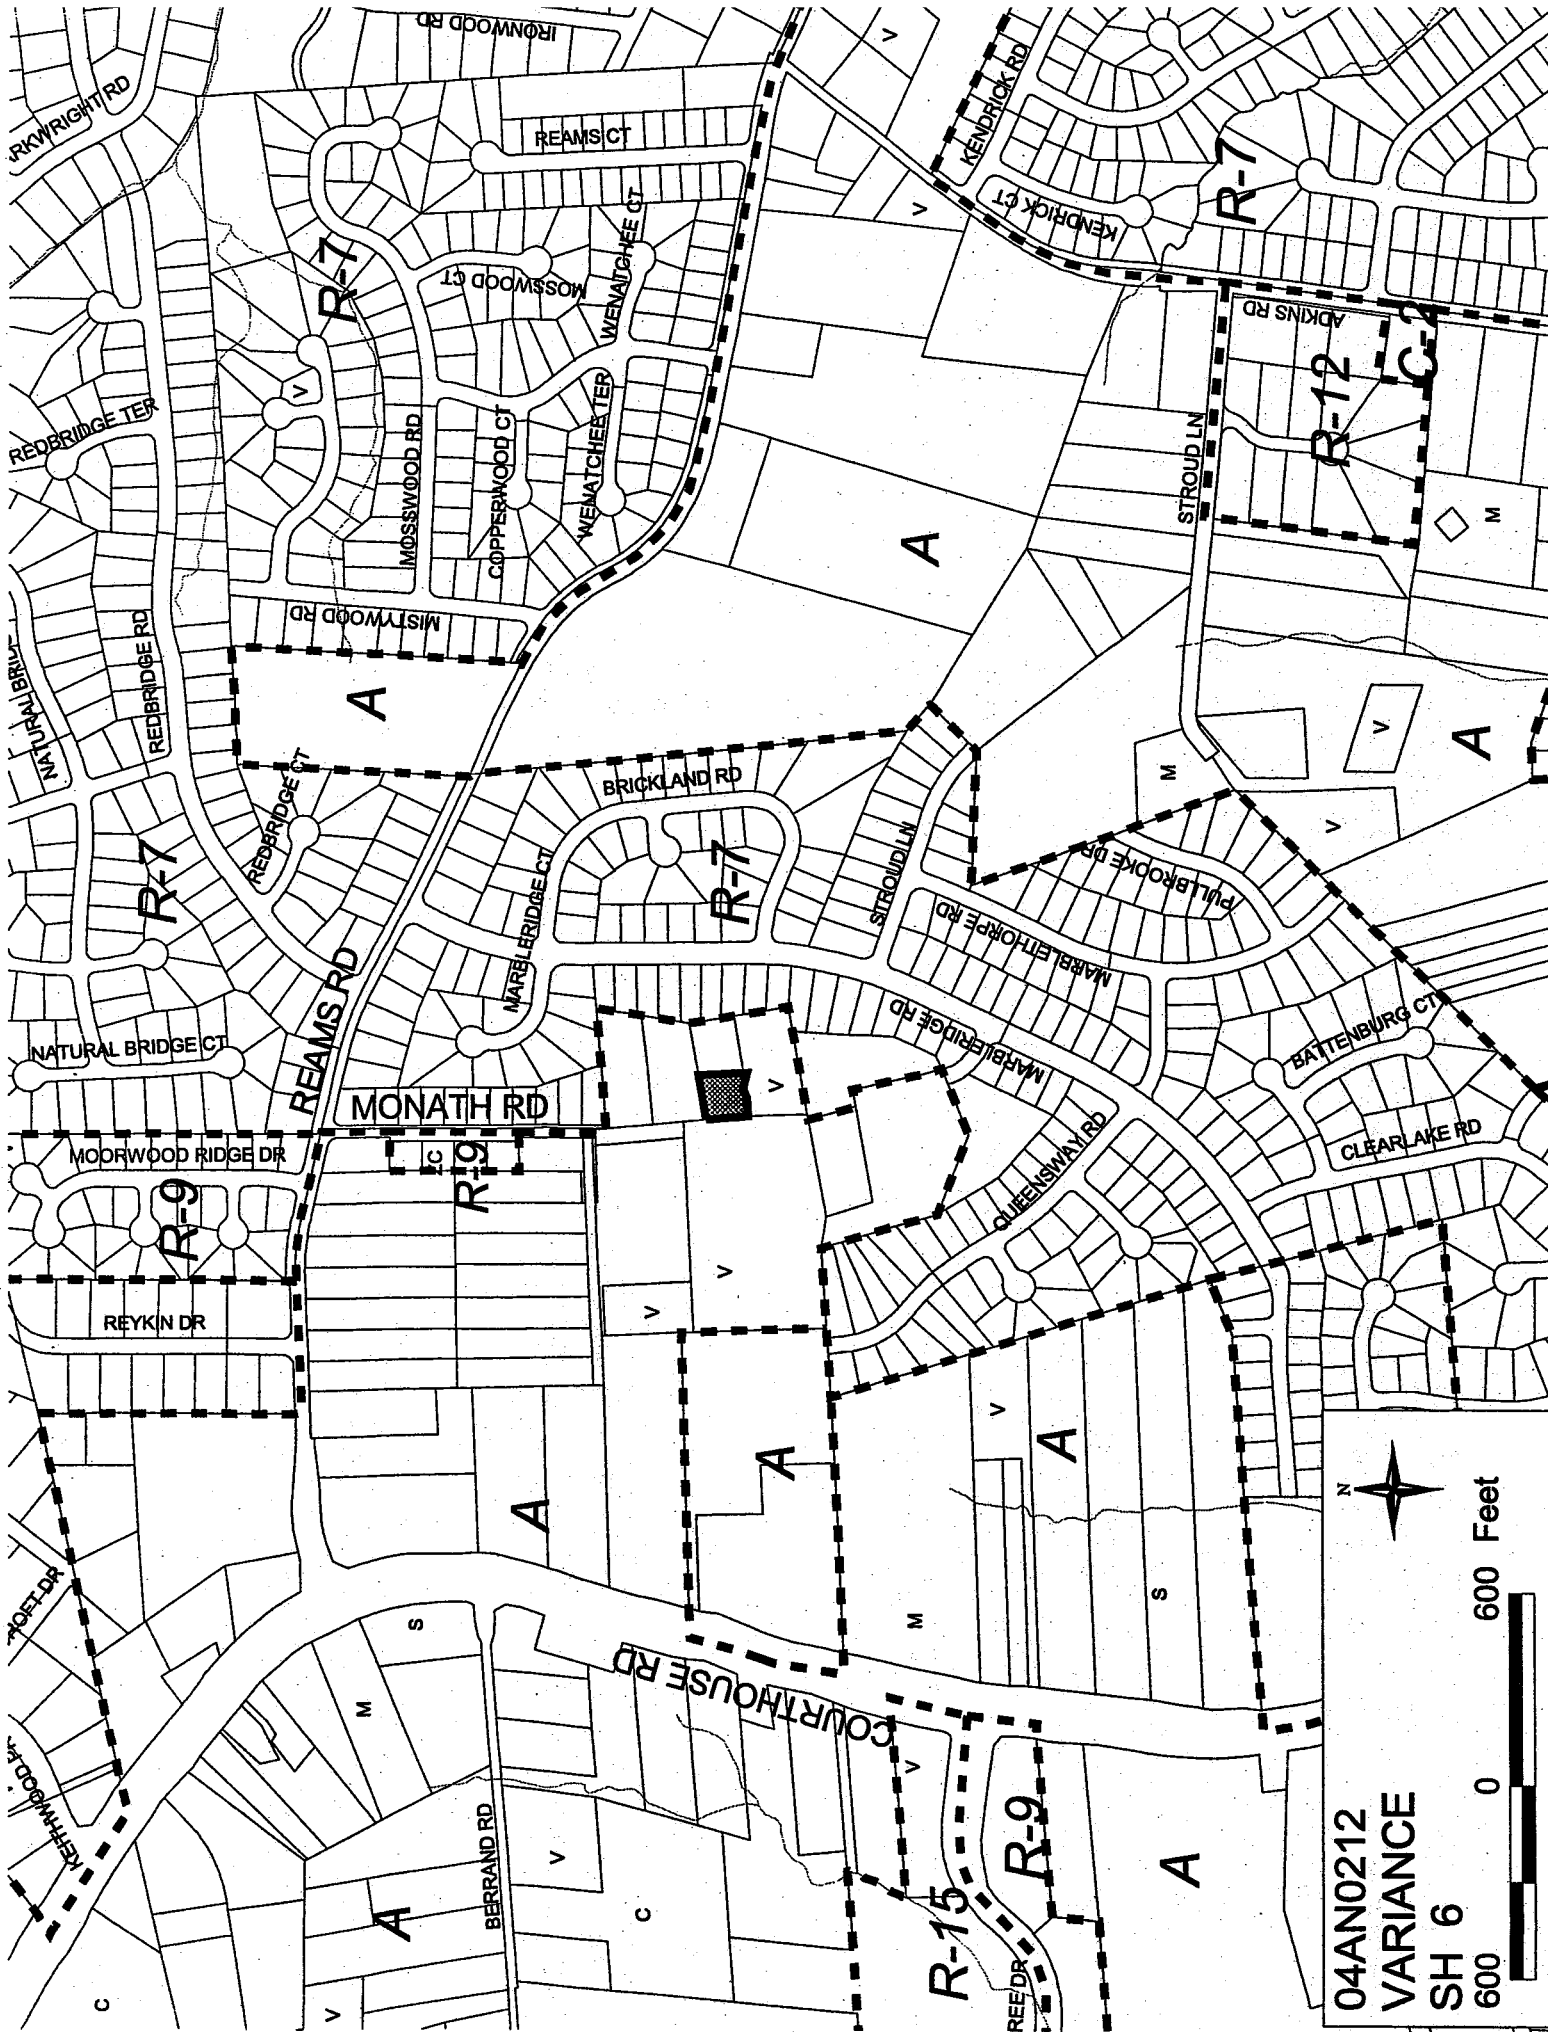 IRONWOOD RD
REAMS CT
KENDRICK RD
V
V
KENDRICK CT
R-7
R-7
MOSSWOOD CT
WENATCHEE CT
ADKINS RD
C-2
R-12
V
REDBRIDGE TER
MOSSWOOD RD
COPPERWOOD CT
WENATCHEE TER
STROUD LN
M
A
REDBRIDGE RD
MISTYWOOD RD
A
V
A
M
REDBRIDGE CT
BRICKLAND RD
V
R-7
MARBLERIDGE CT
R-7
STROUD LN
PULLBROOKE DR
MARBLEITHORPE RD
REAMS RD
MARBLERIDGE RD
MARBLERIDGE RD
BATTENBURG CT
NATURAL BRIDGE CT
MONATH RD
V
QUEENSWAY RD
CLEARLAKE RD
MOORWOOD RIDGE DR
R-9
R-9
REYKIN DR
V
V
A
A
V
A
S
M
S
COURTHOUSE RD
M
V
BERRAND RD
V
R-9
A
A
C
R-15
C
V
N
04AN0212
VARIANCE
SH 6
600 0 600 Feet